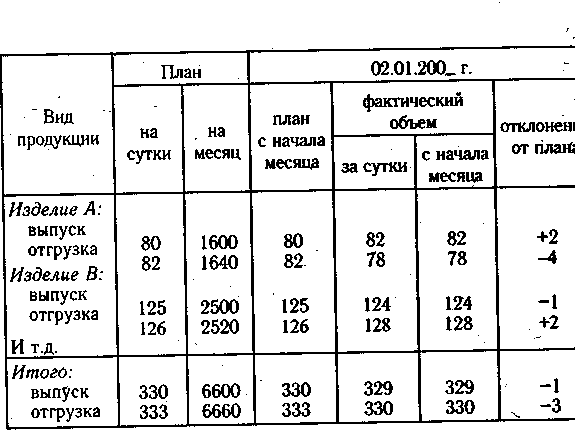 План 02.01.200_ г.
Вид продукции на сутки на месяц план с начала месяца фактический объем отклонени от плана
за сутки с начала месяца
Изделие А:
выпуск 80 1600 80 82 82 +2
отгрузка 82 1640 82 78 78 –4
Изделие В:
выпуск 125 2500 125 124 124 –1
отгрузка 126 2520 126 128 128 +2
И т.д.
Итого:
выпуск 330 6600 330 329 329 –1
отгрузка 333 6660 333 330 330 –3